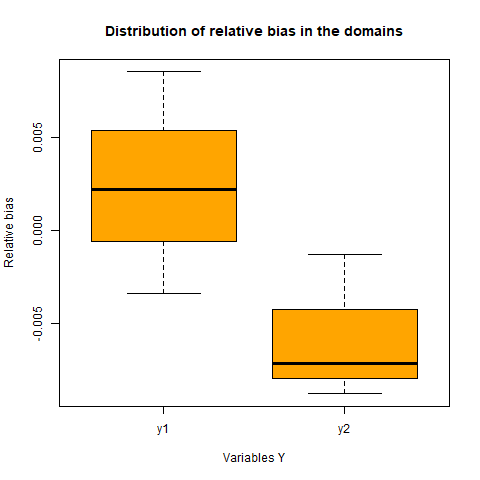 Distribution of relative bias in the domains
Relative bias
0.005
0.000
-0.005
y1
y2
Variables Y